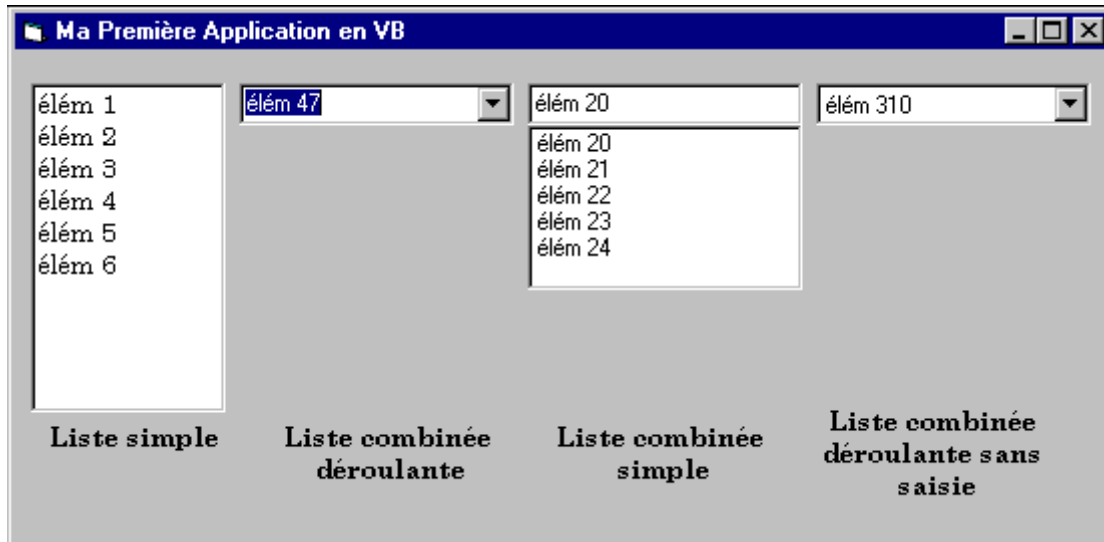 Ma Première Application en VB
élém 1
élém 2
élém 3
élém 4
élém 5
élém 6
Liste simple
élém 47
Liste combinée
déroulante
élém 20
élém 20
élém 21
élém 22
élém 23
élém 24
Liste combinée
simple
élém 310
Liste combinée
déroulante sans
saisie